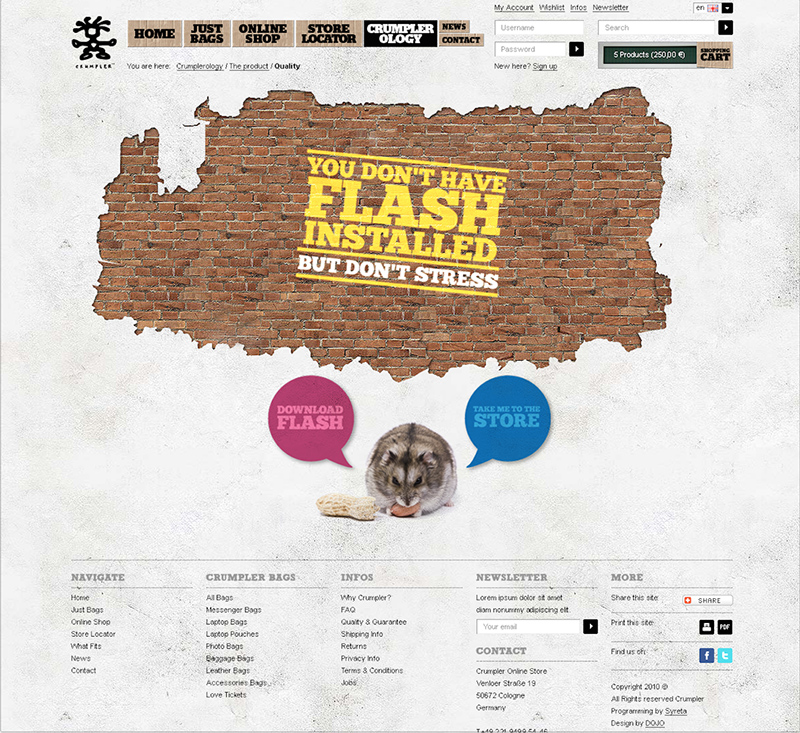 My Account Wishlist Infos Newsletter
en
CRUMPLER™
HOME
JUST BAGS
ONLINE SHOP
STORE LOCATOR
CRUMPLER OLOGY
NEWS
CONTACT
Username
Search
Password
5 Products (250,00 €)
SHOPPING CART
You are here: Crumplerology / The product / Quality
New here? Sign up
YOU DON'T HAVE
FLASH
INSTALLED
BUT DON'T STRESS
DOWNLOAD
FLASH
TAKE ME TO THE
STORE
NAVIGATE
Home
Just Bags
Online Shop
Store Locator
What Fits
News
Contact
CRUMPLER BAGS
All Bags
Messenger Bags
Laptop Bags
Laptop Pouches
Photo Bags
Baggage Bags
Leather Bags
Accessories Bags
Love Tickets
INFOS
Why Crumpler?
FAQ
Quality & Guarantee
Shipping Info
Returns
Privacy Info
Terms & Conditions
Jobs
NEWSLETTER
Lorem ipsum dolor sit amet
diam nonummy adipiscing elit.
Your email
CONTACT
Crumpler Online Store
Venloer Straße 19
50672 Cologne
Germany
MORE
Share this site:
SHARE
Print this site:
PDF
Find us of:
f
t
Copyright 2010 ©
All Rights reserved Crumpler
Programming by Syreta
Design by DOJO